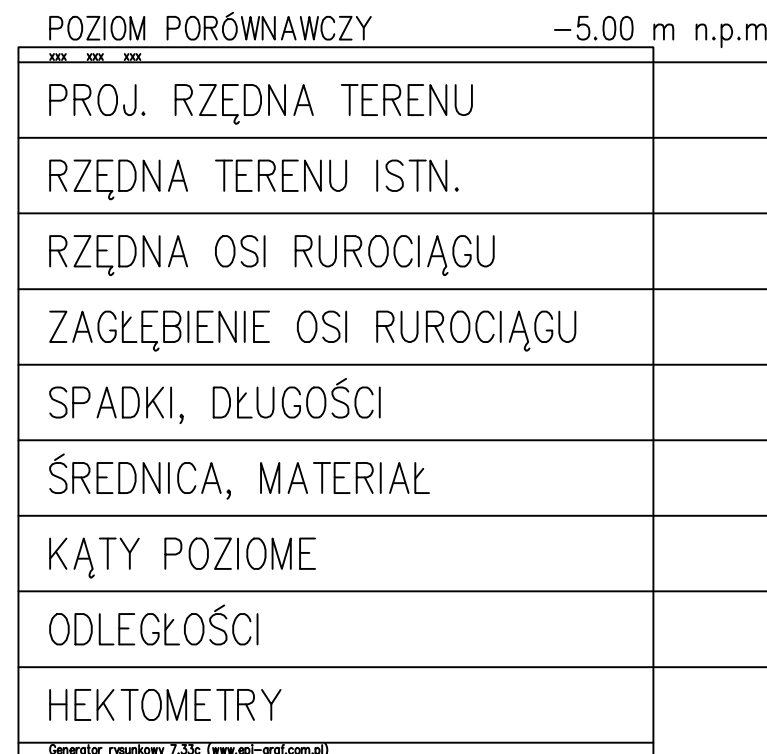 POZIOM PORÓWNAWCZY -5.00 m n.p.m
xxx xxx xxx
PROJ. RZĘDNA TERENU
RZĘDNA TERENU ISTN.
RZĘDNA OSI RUROCIĄGU
ZAGŁĘBIENIE OSI RUROCIĄGU
SPADKI, DŁUGOŚCI
ŚREDNICA, MATERIAŁ
KĄTY POZIOME
ODLEGŁOŚCI
HEKTOMETRY
Generator rysunkowy 7.33c (www.epi-graf.com.pl)